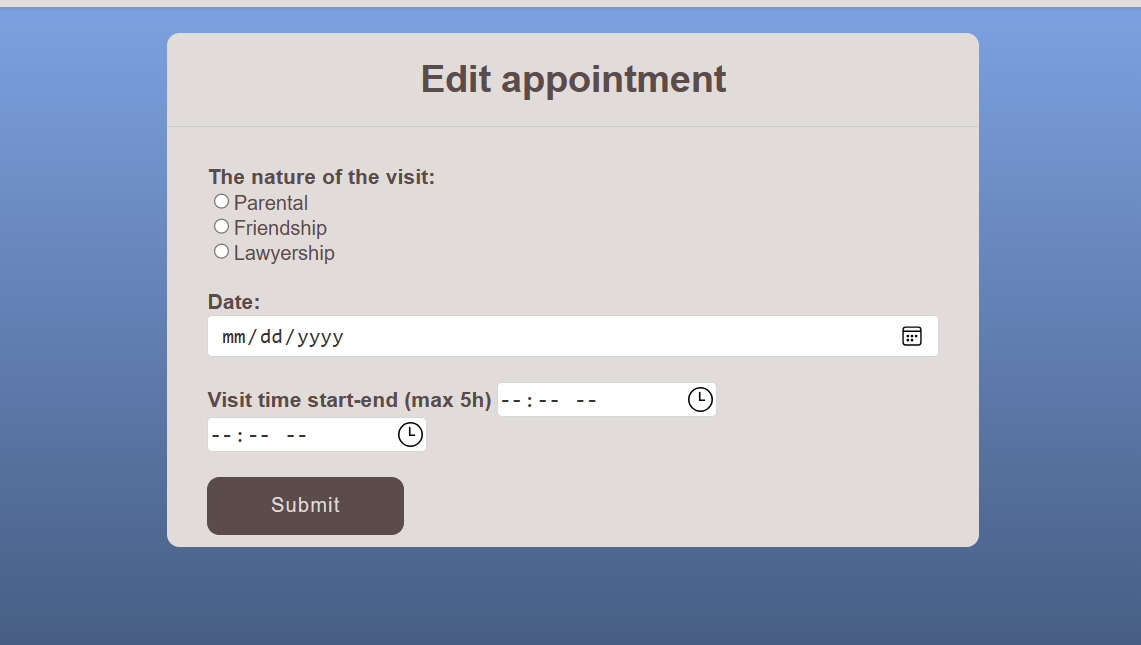 Edit appointment
The nature of the visit:
Parental
Friendship
Lawyership
Date:
mm/dd/yyyy
Visit time start-end (max 5h) --:-- --
--:-- --
Submit